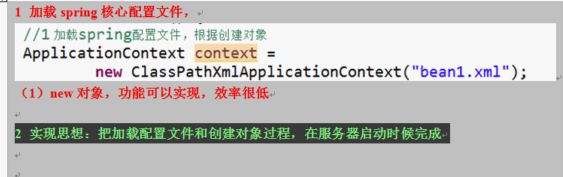 1 加载 spring 核心配置文件，
//1 加载spring配置文件，根据创建对象
ApplicationContext context =
new ClassPathXmlApplicationContext("bean1.xml");
（1）new 对象，功能可以实现，效率很低
2 实现思想：把加载配置文件和创建对象过程，在服务器启动时候完成